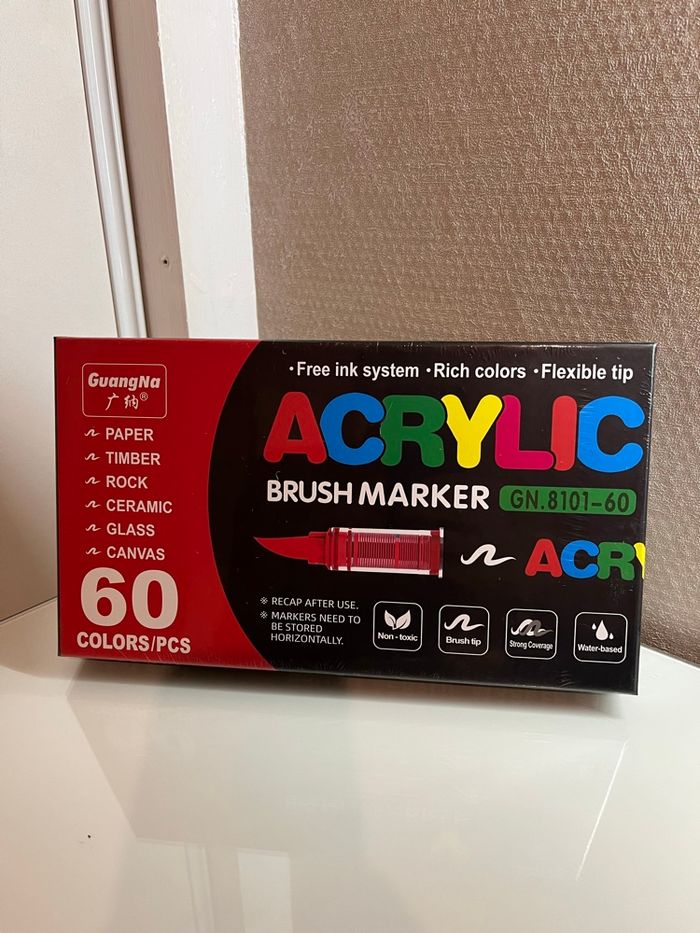 GuangNa
广纳®
PAPER
TIMBER
ROCK
CERAMIC
GLASS
CANVAS
60
COLORS/PCS
·Free ink system ·Rich colors ·Flexible tip
ACRYLIC
BRUSH MARKER GN.8101-60
ACRY
※ RECAP AFTER USE.
※ MARKERS NEED TO
BE STORED
HORIZONTALLY.
Non-toxic
Brush tip
Strong Coverage
Water-based